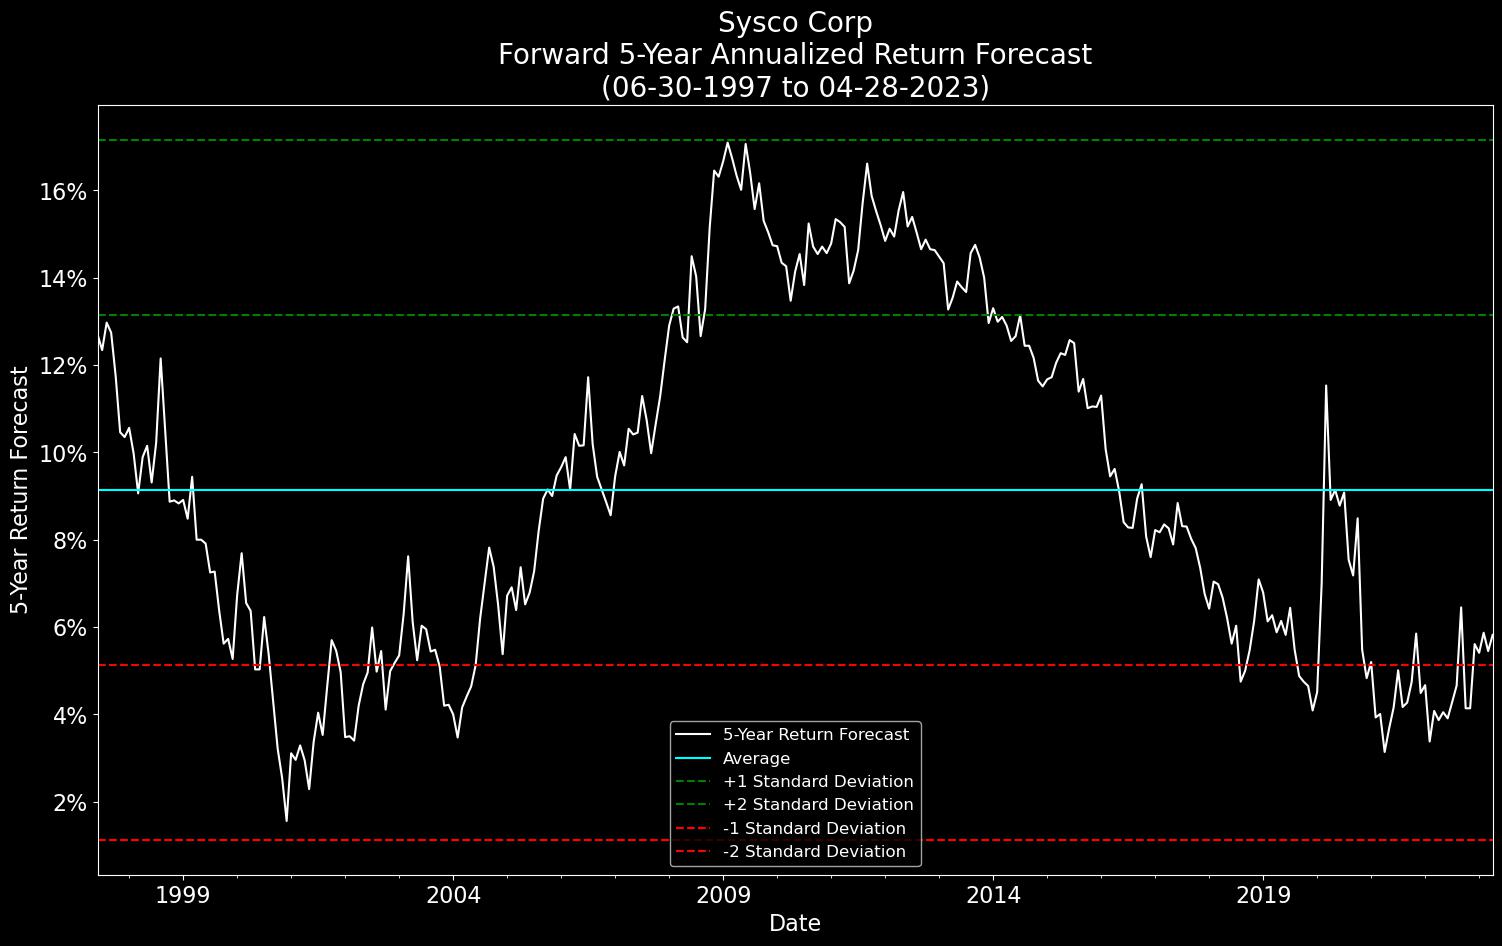 Sysco Corp
Forward 5-Year Annualized Return Forecast
(06-30-1997 to 04-28-2023)
16%
14%
12%
10%
8%
6%
4%
2%
5-Year Return Forecast
5-Year Return Forecast
Average
+1 Standard Deviation
+2 Standard Deviation
-1 Standard Deviation
-2 Standard Deviation
1999 2004 2009 2014 2019
Date